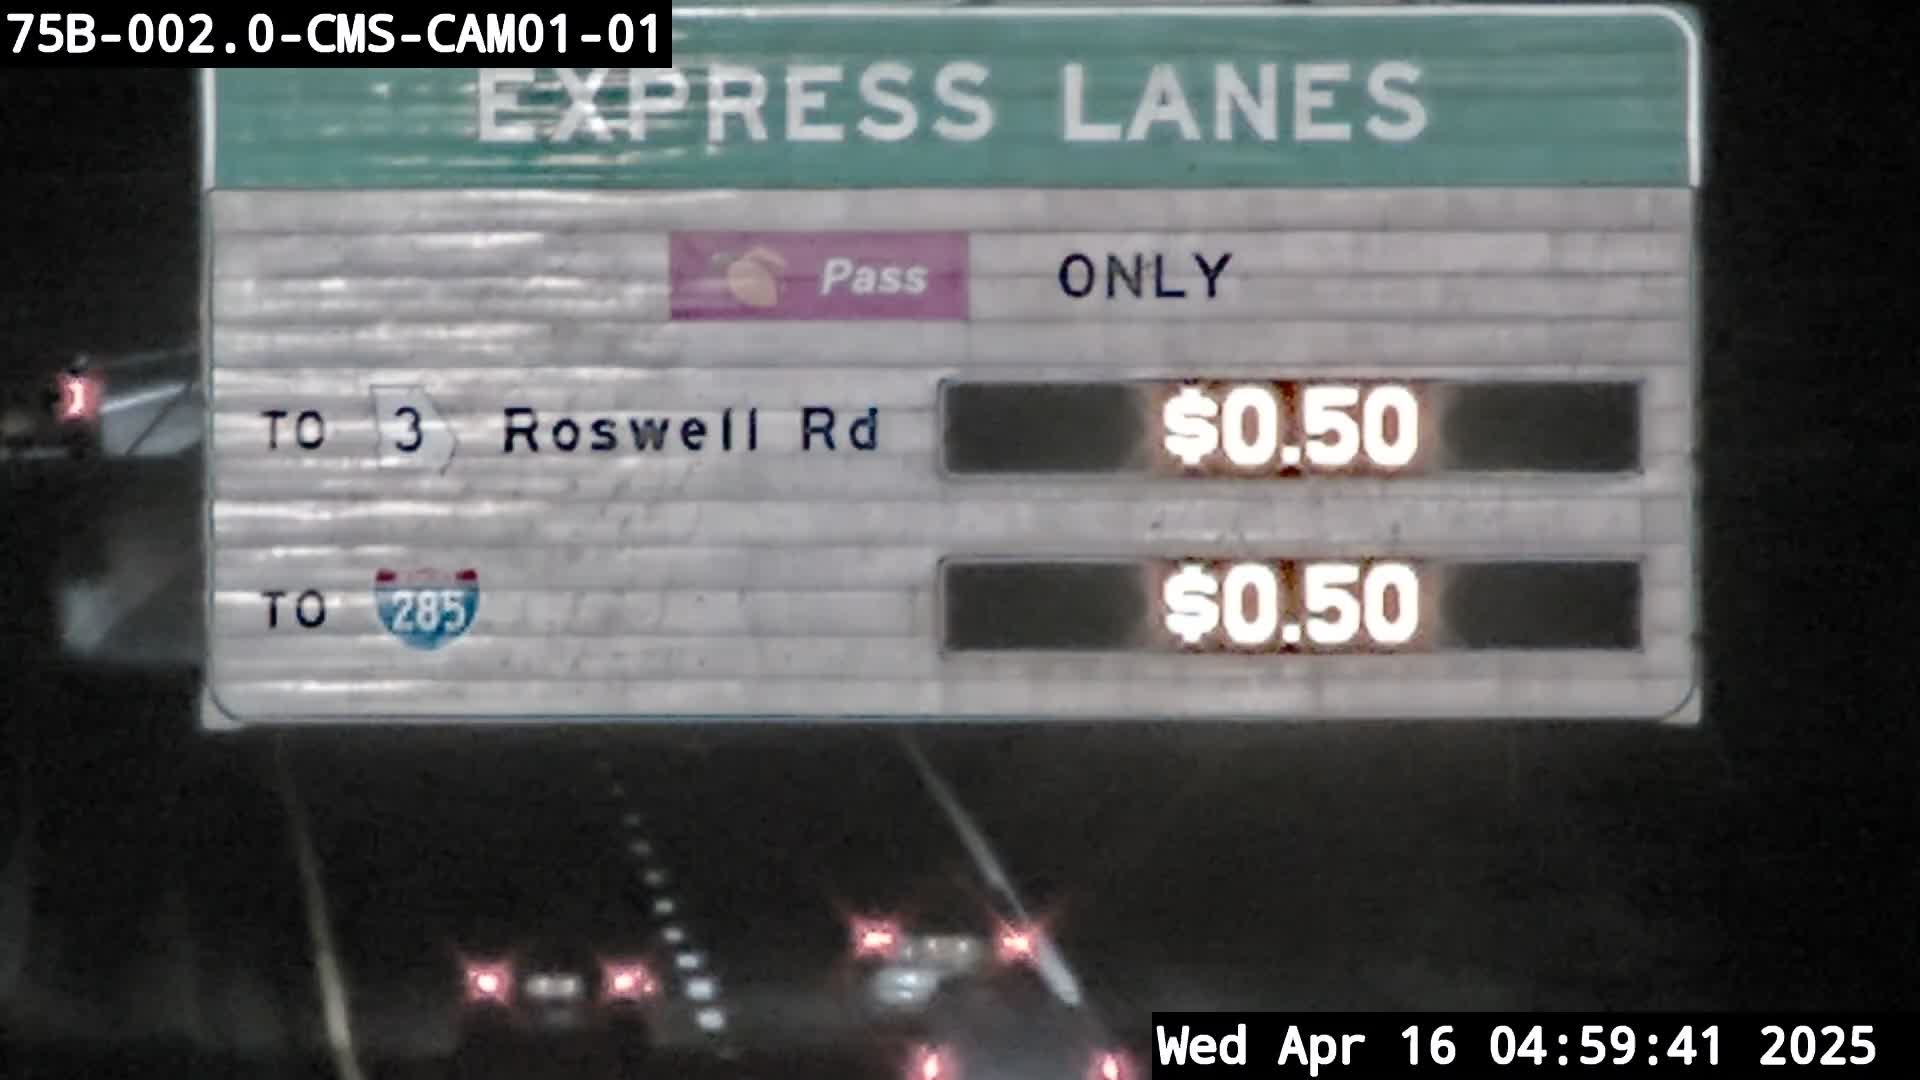 75B-002.0-CMS-CAM01-01
EXPRESS LANES
Pass ONLY
TO 3 Roswell Rd $0.50
TO 285 $0.50
Wed Apr 16 04:59:41 2025